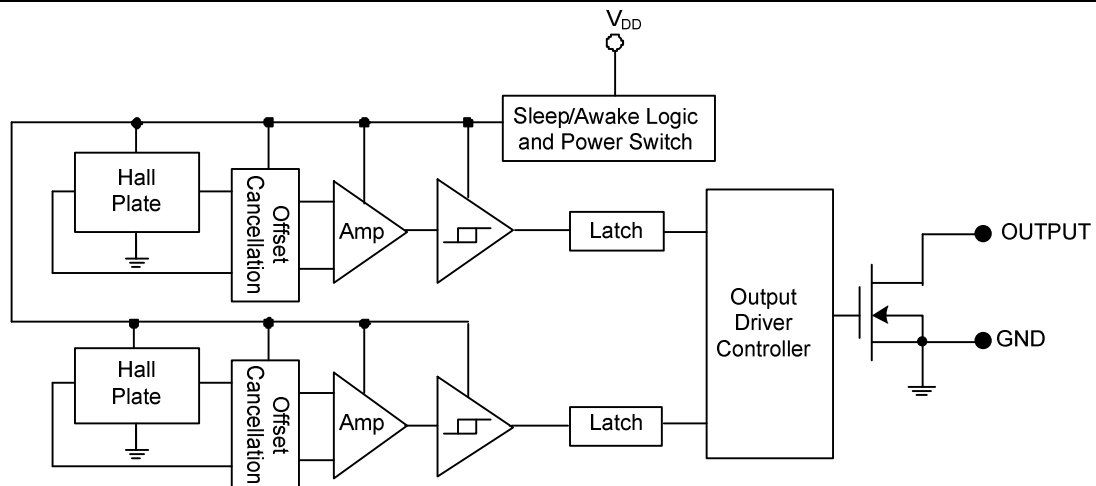 VDD
Sleep/Awake Logic
and Power Switch
Hall
Plate
Offset
Cancellation
Amp
Latch
Output
Driver
Controller
OUTPUT
GND
Hall
Plate
Offset
Cancellation
Amp
Latch